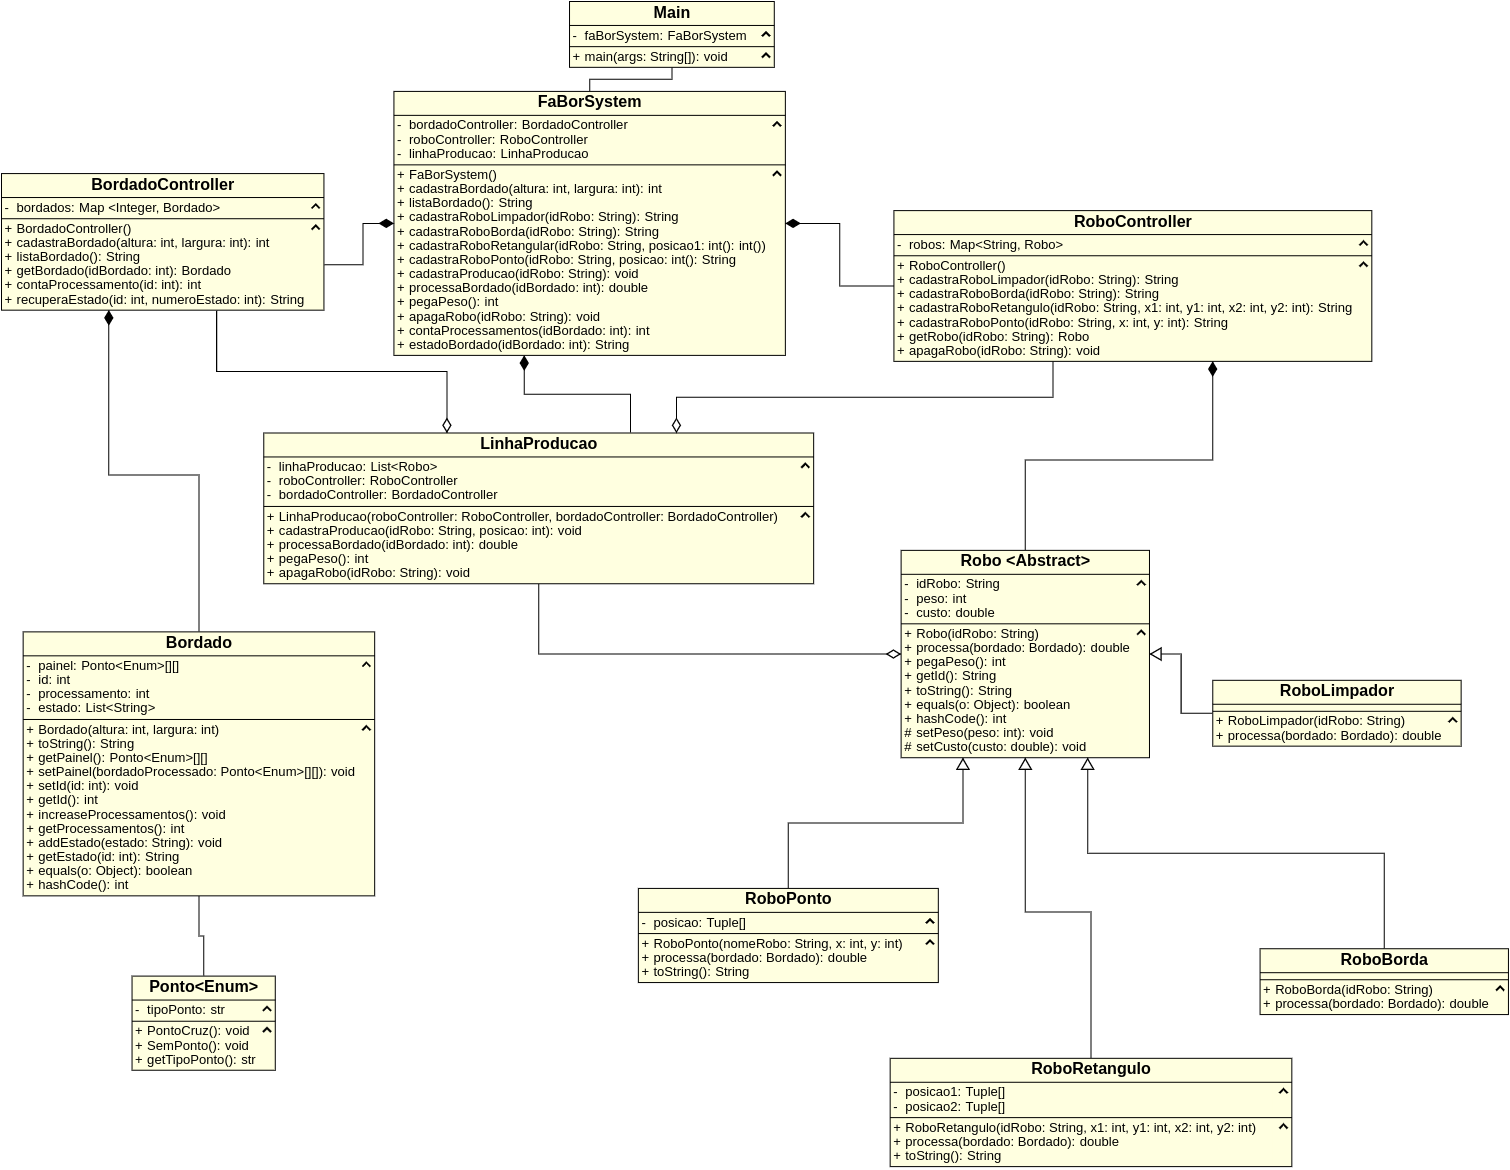 Main
- faBorSystem: FaBorSystem
+ main(args: String[]): void
FaBorSystem
- bordadoController: BordadoController
- roboController: RoboController
- linhaProducao: LinhaProducao
+ FaBorSystem()
+ cadastraBordado(altura: int, largura: int): int
+ listaBordado(): String
+ cadastraRoboLimpador(idRobo: String): String
+ cadastraRoboBorda(idRobo: String): String
+ cadastraRoboRetangular(idRobo: String, posicao1: int(): int())
+ cadastraRoboPonto(idRobo: String, posicao: int(): String
+ cadastraProducao(idRobo: String): void
+ processaBordado(idBordado: int): double
+ pegaPeso(): int
+ apagaRobo(idRobo: String): void
+ contaProcessamentos(idBordado: int): int
+ estadoBordado(idBordado: int): String
BordadoController
- bordados: Map <Integer, Bordado>
+ BordadoController()
+ cadastraBordado(altura: int, largura: int): int
+ listaBordado(): String
+ getBordado(idBordado: int): Bordado
+ contaProcessamento(id: int): int
+ recuperaEstado(id: int, numeroEstado: int): String
RoboController
- robos: Map<String, Robo>
+ RoboController()
+ cadastraRoboLimpador(idRobo: String): String
+ cadastraRoboBorda(idRobo: String): String
+ cadastraRoboRetangulo(idRobo: String, x1: int, y1: int, x2: int, y2: int): String
+ cadastraRoboPonto(idRobo: String, x: int, y: int): String
+ getRobo(idRobo: String): Robo
+ apagaRobo(idRobo: String): void
LinhaProducao
- linhaProducao: List<Robo>
- roboController: RoboController
- bordadoController: BordadoController
+ LinhaProducao(roboController: RoboController, bordadoController: BordadoController)
+ cadastraProducao(idRobo: String, posicao: int): void
+ processaBordado(idBordado: int): double
+ pegaPeso(): int
+ apagaRobo(idRobo: String): void
Robo <Abstract>
- idRobo: String
- peso: int
- custo: double
+ Robo(idRobo: String)
+ processa(bordado: Bordado): double
+ pegaPeso(): int
+ getId(): String
+ toString(): String
+ equals(o: Object): boolean
+ hashCode(): int
# setPeso(peso: int): void
# setCusto(custo: double): void
Bordado
- painel: Ponto<Enum>[][]
- id: int
- processamento: int
- estado: List<String>
+ Bordado(altura: int, largura: int)
+ toString(): String
+ getPainel(): Ponto<Enum>[][]
+ setPainel(bordadoProcessado: Ponto<Enum>[][]): void
+ setId(id: int): void
+ getId(): int
+ increaseProcessamentos(): void
+ getProcessamentos(): int
+ addEstado(estado: String): void
+ getEstado(id: int): String
+ equals(o: Object): boolean
+ hashCode(): int
RoboLimpador
+ RoboLimpador(idRobo: String)
+ processa(bordado: Bordado): double
RoboPonto
- posicao: Tuple[]
+ RoboPonto(nomeRobo: String, x: int, y: int)
+ processa(bordado: Bordado): double
+ toString(): String
RoboBorda
+ RoboBorda(idRobo: String)
+ processa(bordado: Bordado): double
Ponto<Enum>
- tipoPonto: str
+ PontoCruz(): void
+ SemPonto(): void
+ getTipoPonto(): str
RoboRetangulo
- posicao1: Tuple[]
- posicao2: Tuple[]
+ RoboRetangulo(idRobo: String, x1: int, y1: int, x2: int, y2: int)
+ processa(bordado: Bordado): double
+ toString(): String